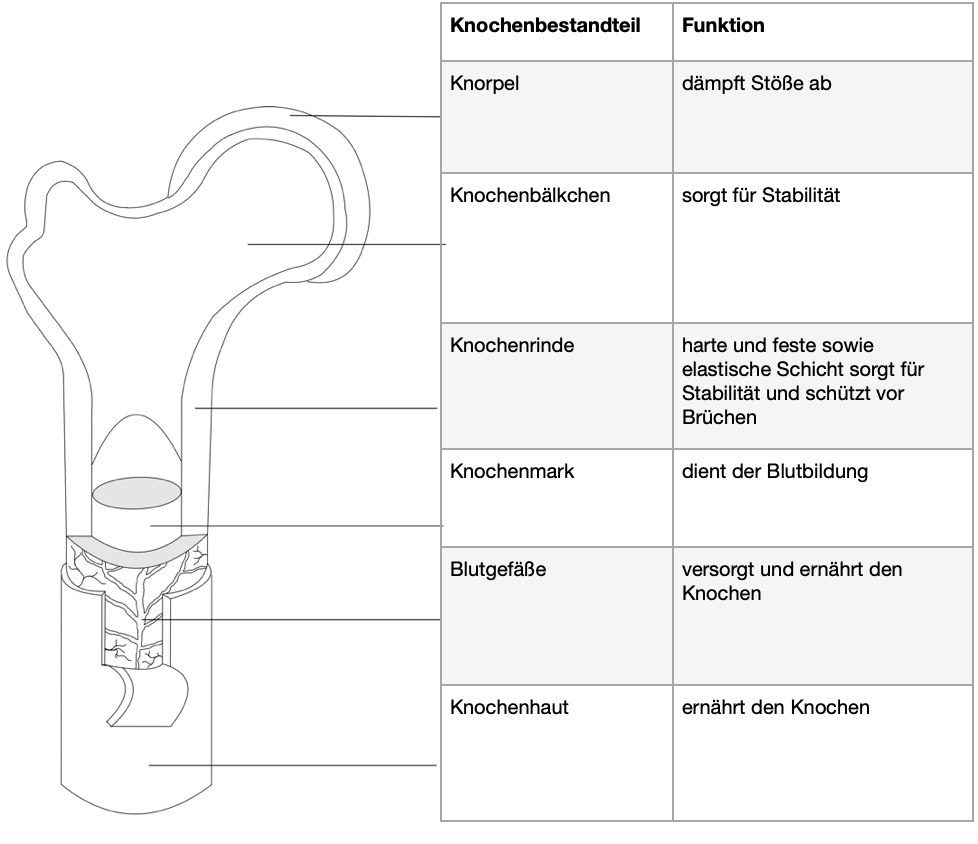 Knochenbestandteil
Funktion
Knorpel
dämpft Stöße ab
Knochenbälkchen
sorgt für Stabilität
Knochenrinde
harte und feste sowie
elastische Schicht sorgt für
Stabilität und schützt vor
Brüchen
Knochenmark
dient der Blutbildung
Blutgefäße
versorgt und ernährt den
Knochen
Knochenhaut
ernährt den Knochen